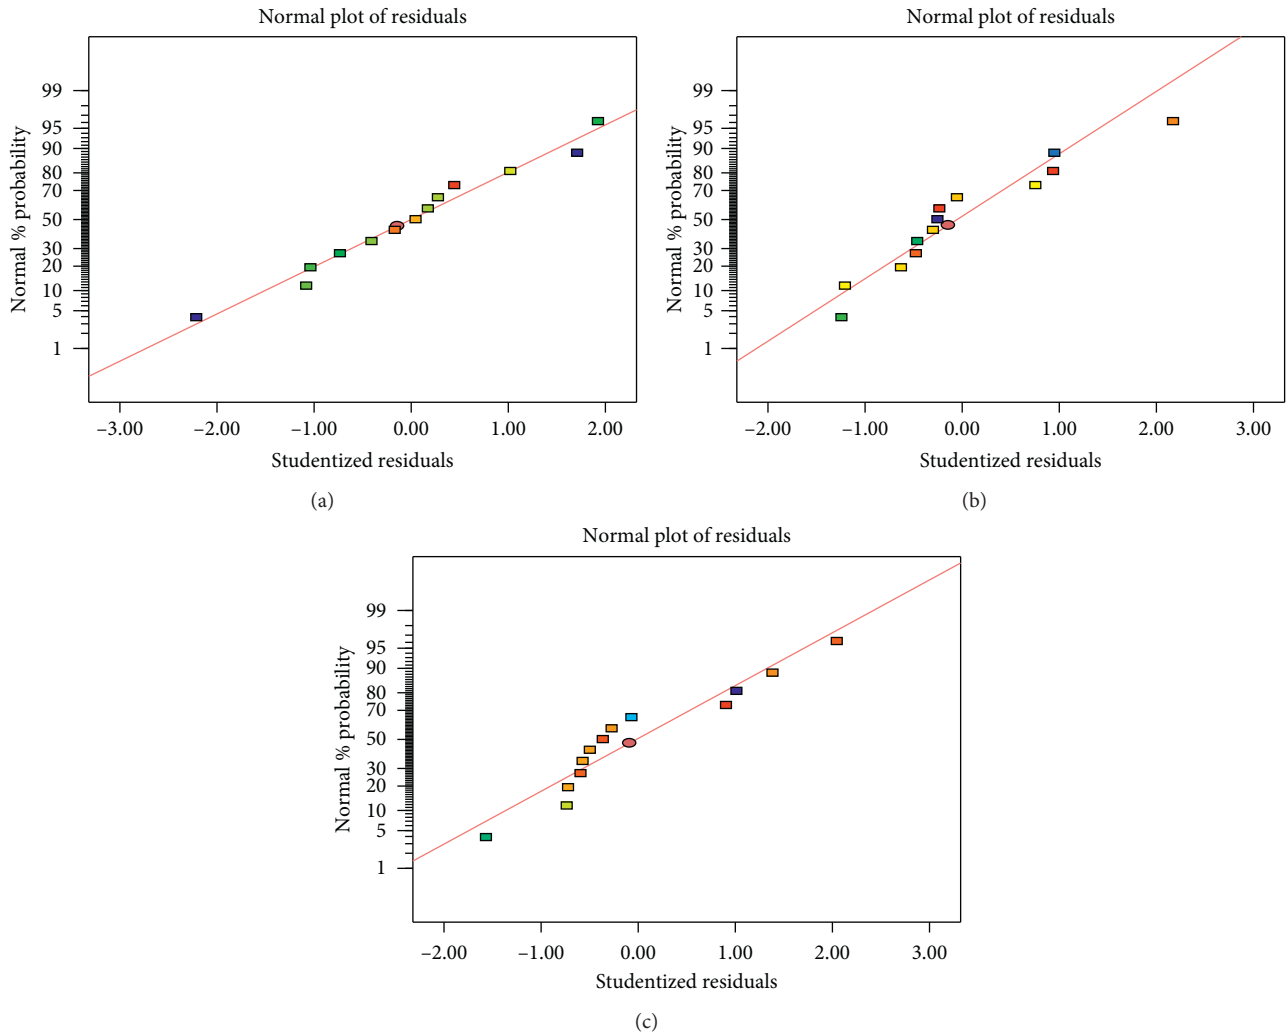 Normal plot of residuals
Normal % probability
99
95
90
80
70
50
30
20
10
5
1
−3.00 −2.00 −1.00 0.00 1.00 2.00
Studentized residuals
(a)
Normal plot of residuals
Normal % probability
99
95
90
80
70
50
30
20
10
5
1
−2.00 −1.00 0.00 1.00 2.00 3.00
Studentized residuals
(b)
Normal plot of residuals
Normal % probability
99
95
90
80
70
50
30
20
10
5
1
−2.00 −1.00 0.00 1.00 2.00 3.00
Studentized residuals
(c)